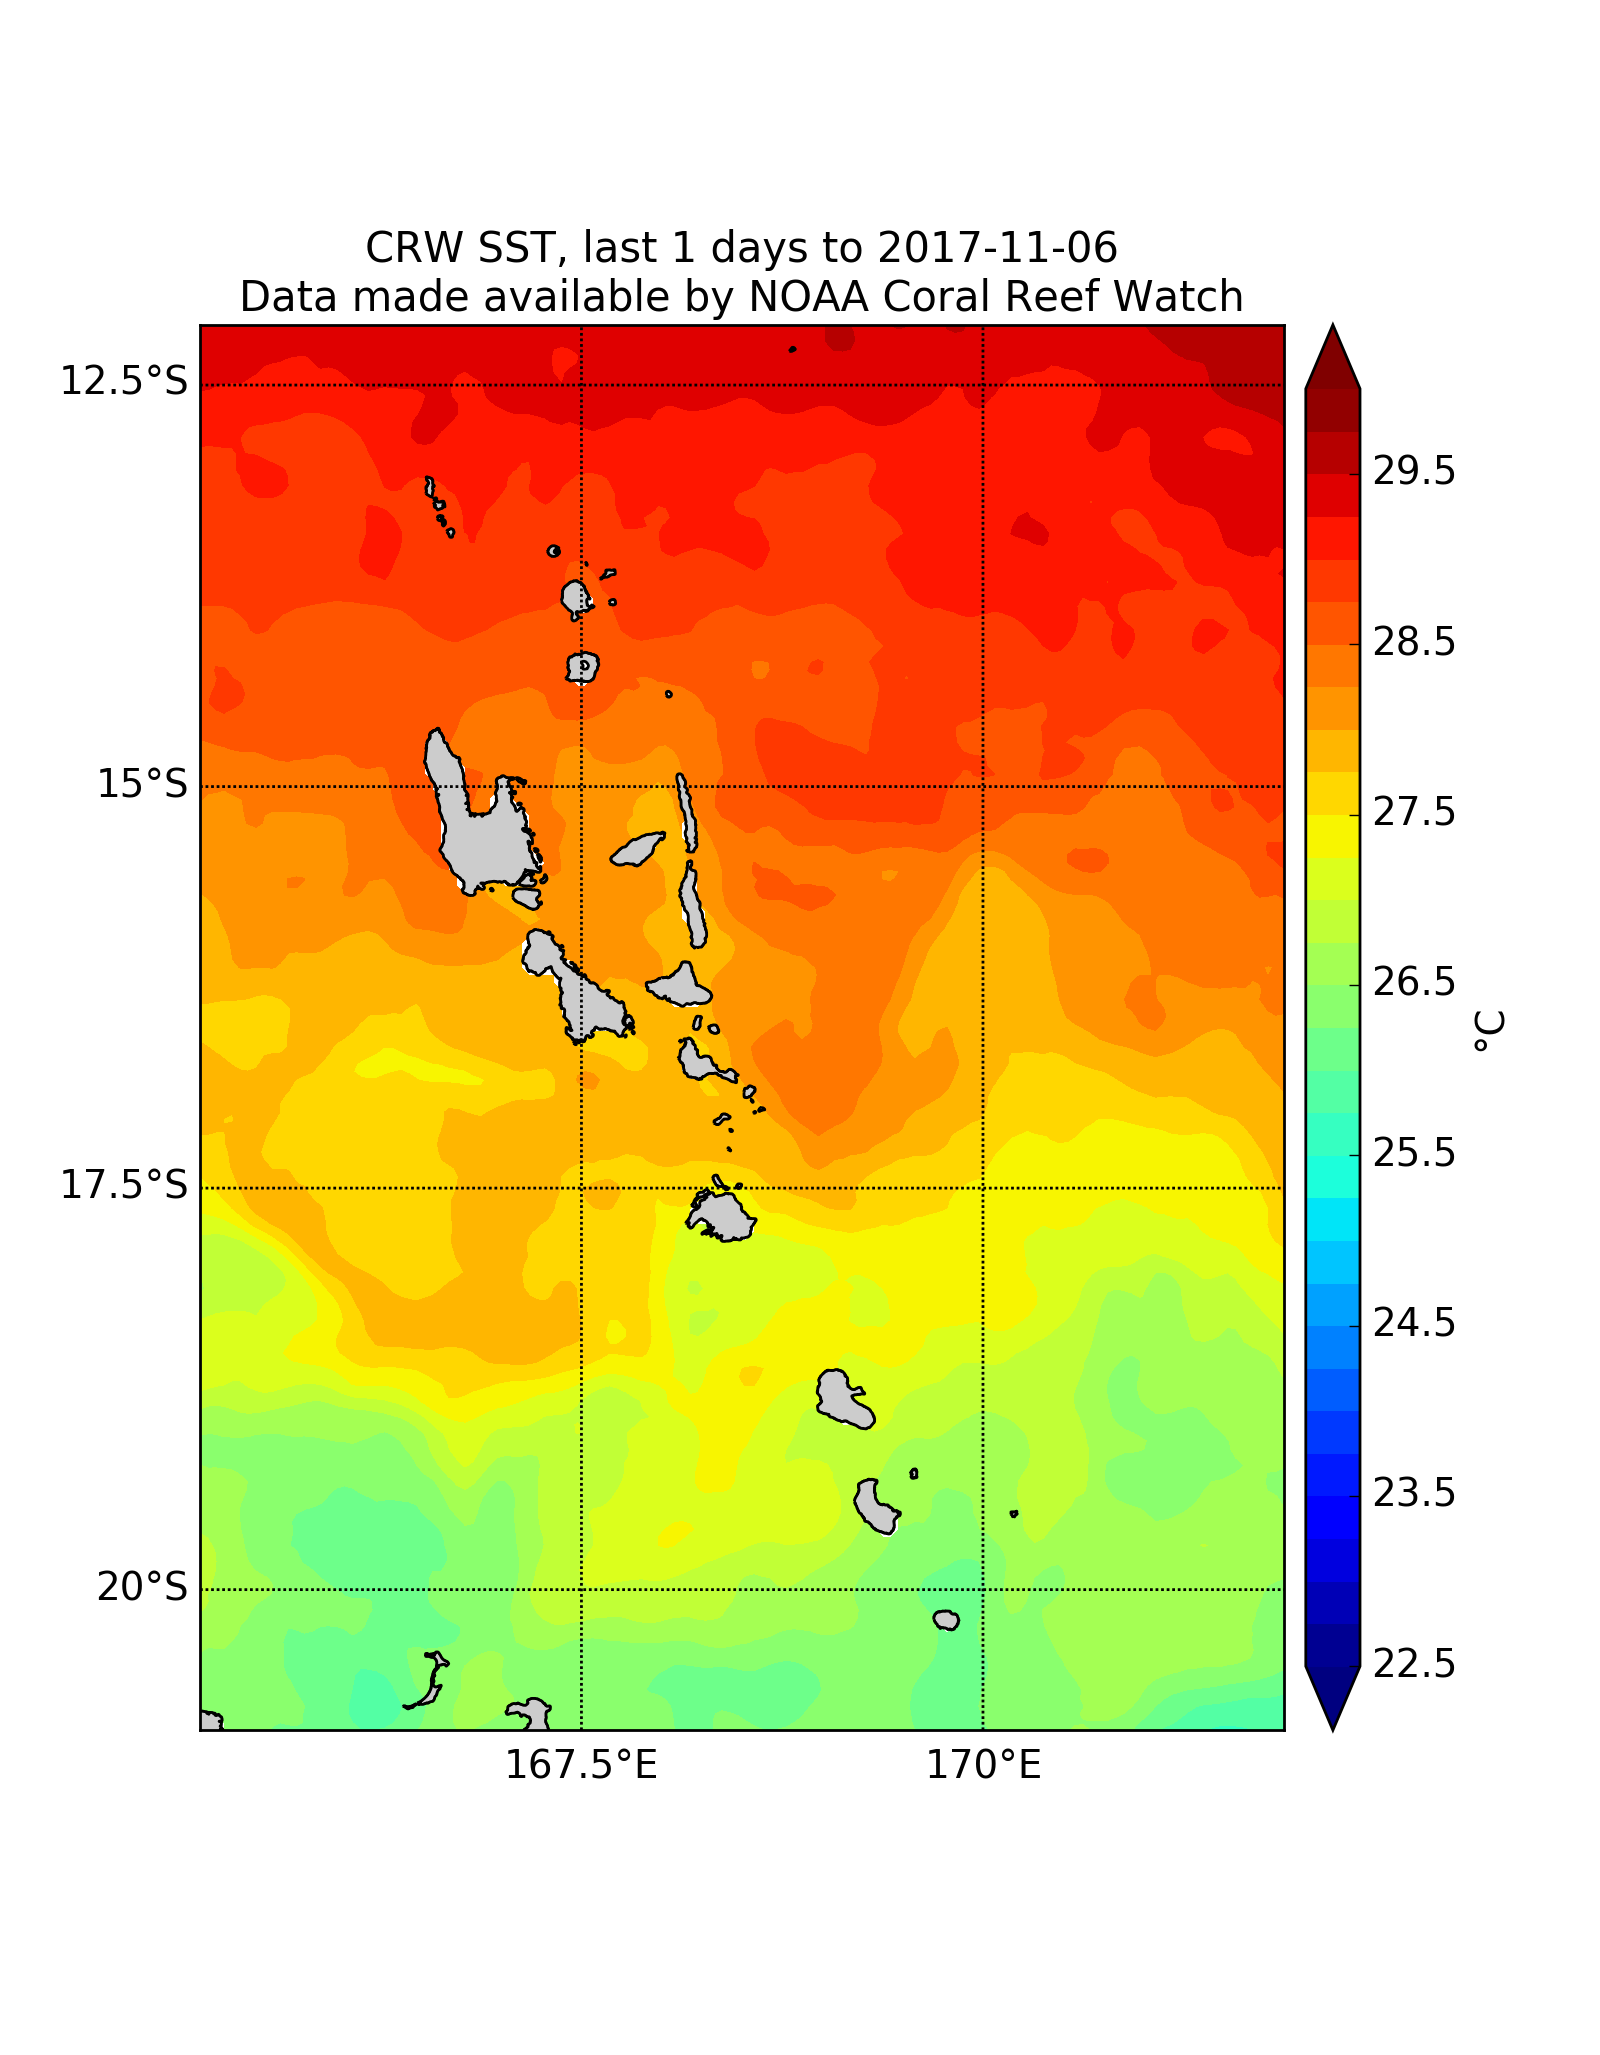 CRW SST, last 1 days to 2017-11-06
Data made available by NOAA Coral Reef Watch
12.5°S
15°S
17.5°S
20°S
167.5°E
170°E
29.5
28.5
27.5
26.5
25.5
24.5
23.5
22.5
°C